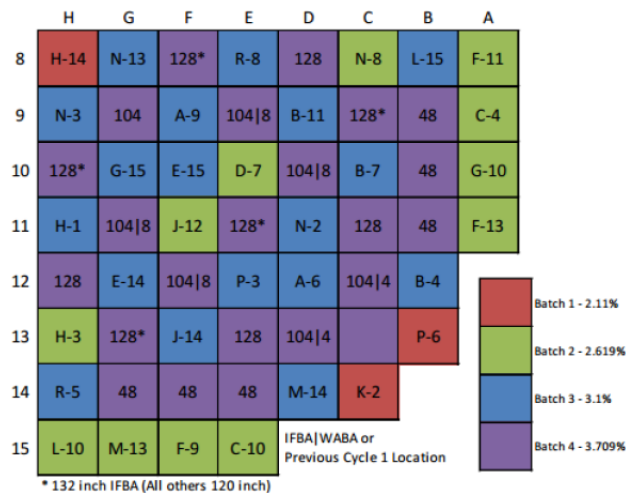 H G F E D C B A
8 H-14 N-13 128* R-8 128 N-8 L-15 F-11
9 N-3 104 A-9 104|8 B-11 128* 48 C-4
10 128* G-15 E-15 D-7 104|8 B-7 48 G-10
11 H-1 104|8 J-12 128* N-2 128 48 F-13
12 128 E-14 104|8 P-3 A-6 104|4 B-4
13 H-3 128* J-14 128 104|4 P-6
14 R-5 48 48 48 M-14 K-2
15 L-10 M-13 F-9 C-10
IFBA|WABA or
Previous Cycle 1 Location
* 132 inch IFBA (All others 120 inch)
Batch 1 - 2.11%
Batch 2 - 2.619%
Batch 3 - 3.1%
Batch 4 - 3.709%